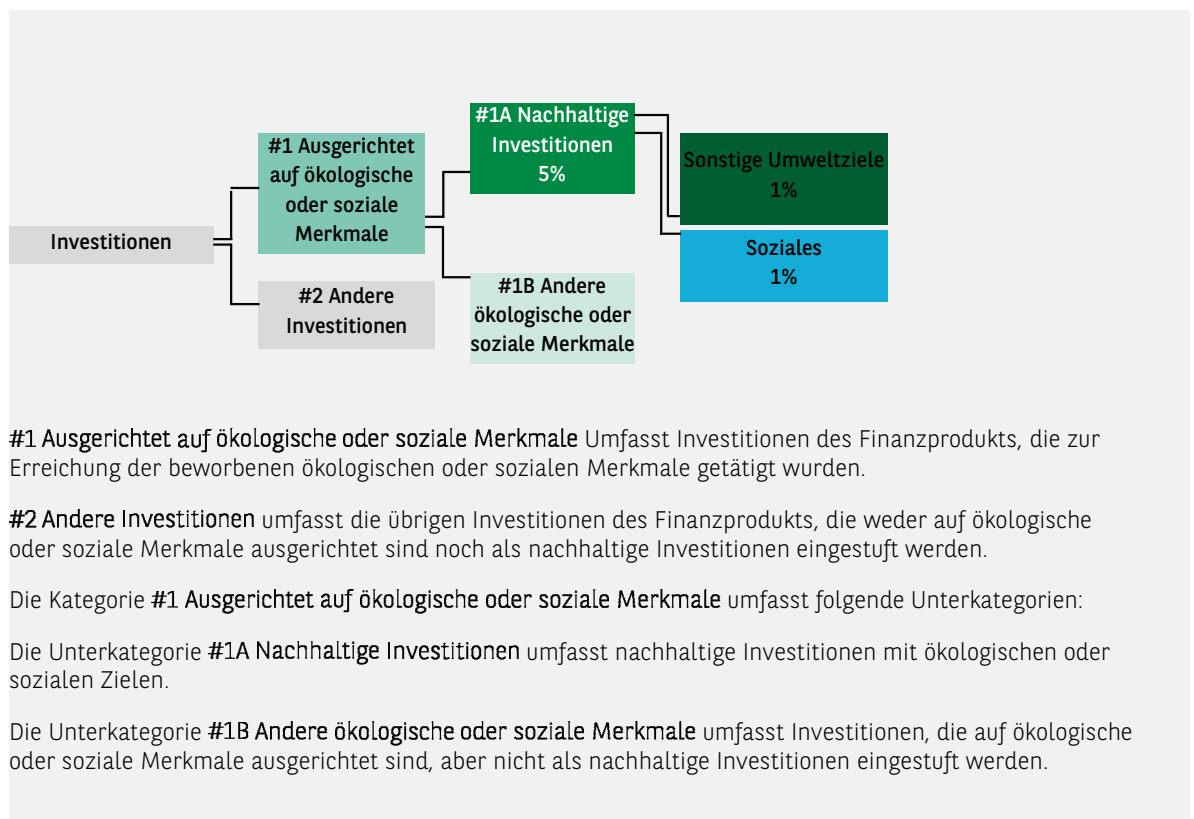 Investitionen
#1 Ausgerichtet
auf ökologische
oder soziale
Merkmale
#2 Andere
Investitionen
#1A Nachhaltige
Investitionen
5%
#1B Andere
ökologische oder
soziale Merkmale
Sonstige Umweltziele
1%
Soziales
1%
#1 Ausgerichtet auf ökologische oder soziale Merkmale Umfasst Investitionen des Finanzprodukts, die zur
Erreichung der beworbenen ökologischen oder sozialen Merkmale getätigt wurden.
#2 Andere Investitionen umfasst die übrigen Investitionen des Finanzprodukts, die weder auf ökologische
oder soziale Merkmale ausgerichtet sind noch als nachhaltige Investitionen eingestuft werden.
Die Kategorie #1 Ausgerichtet auf ökologische oder soziale Merkmale umfasst folgende Unterkategorien:
Die Unterkategorie #1A Nachhaltige Investitionen umfasst nachhaltige Investitionen mit ökologischen oder
sozialen Zielen.
Die Unterkategorie #1B Andere ökologische oder soziale Merkmale umfasst Investitionen, die auf ökologische
oder soziale Merkmale ausgerichtet sind, aber nicht als nachhaltige Investitionen eingestuft werden.